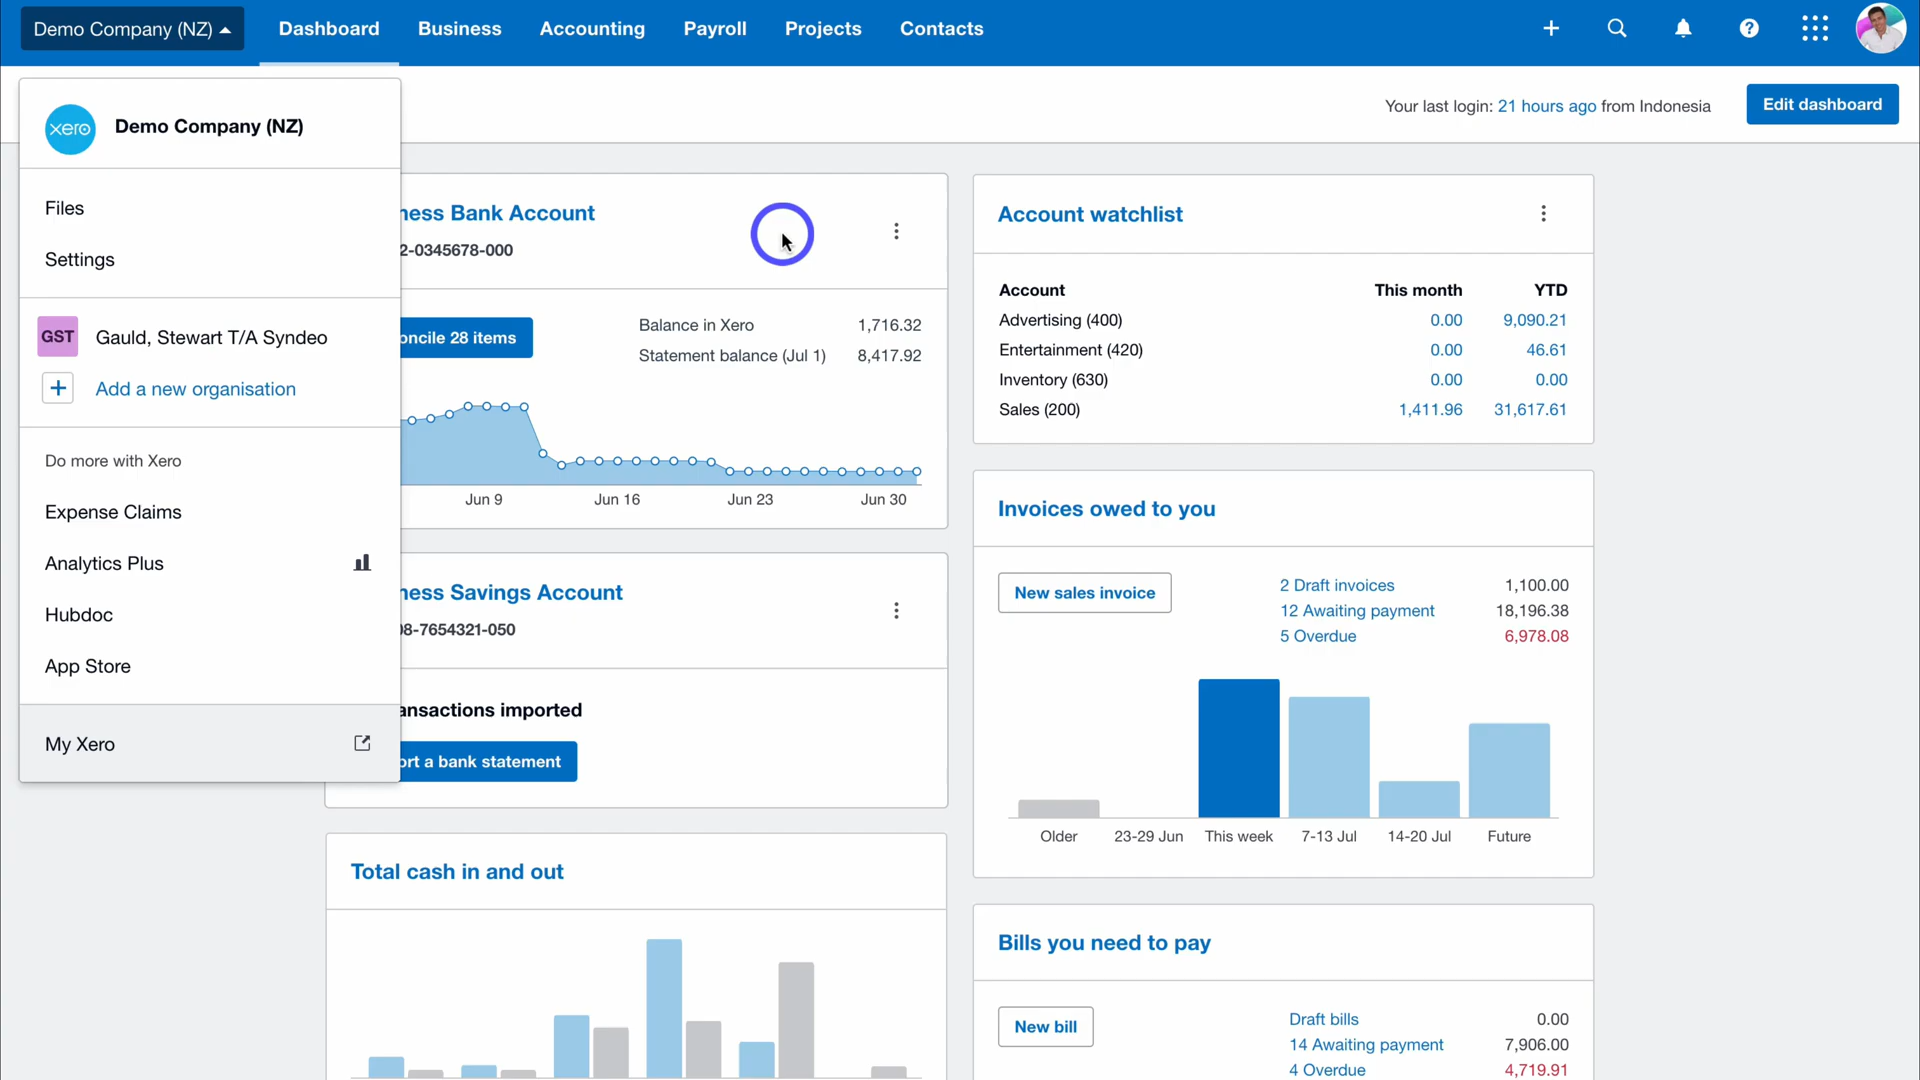 Demo Company (NZ)
Dashboard
Business
Accounting
Payroll
Projects
Contacts
xero
Demo Company (NZ)
Files
Settings
GST
Gauld, Stewart T/A Syndeo
Add a new organisation
Do more with Xero
Expense Claims
Analytics Plus
Hubdoc
App Store
My Xero
Your last login: 21 hours ago from Indonesia
Edit dashboard
ness Bank Account
2-0345678-000
oncile 28 items
Balance in Xero 1,716.32
Statement balance (Jul 1) 8,417.92
Jun 9 Jun 16 Jun 23 Jun 30
ness Savings Account
08-7654321-050
ansactions imported
ort a bank statement
Total cash in and out
Account watchlist
Account This month YTD
Advertising (400) 0.00 9,090.21
Entertainment (420) 0.00 46.61
Inventory (630) 0.00 0.00
Sales (200) 1,411.96 31,617.61
Invoices owed to you
New sales invoice
2 Draft invoices 1,100.00
12 Awaiting payment 18,196.38
5 Overdue 6,978.08
Older 23-29 Jun This week 7-13 Jul 14-20 Jul Future
Bills you need to pay
New bill
Draft bills 0.00
14 Awaiting payment 7,906.00
4 Overdue 4,719.91